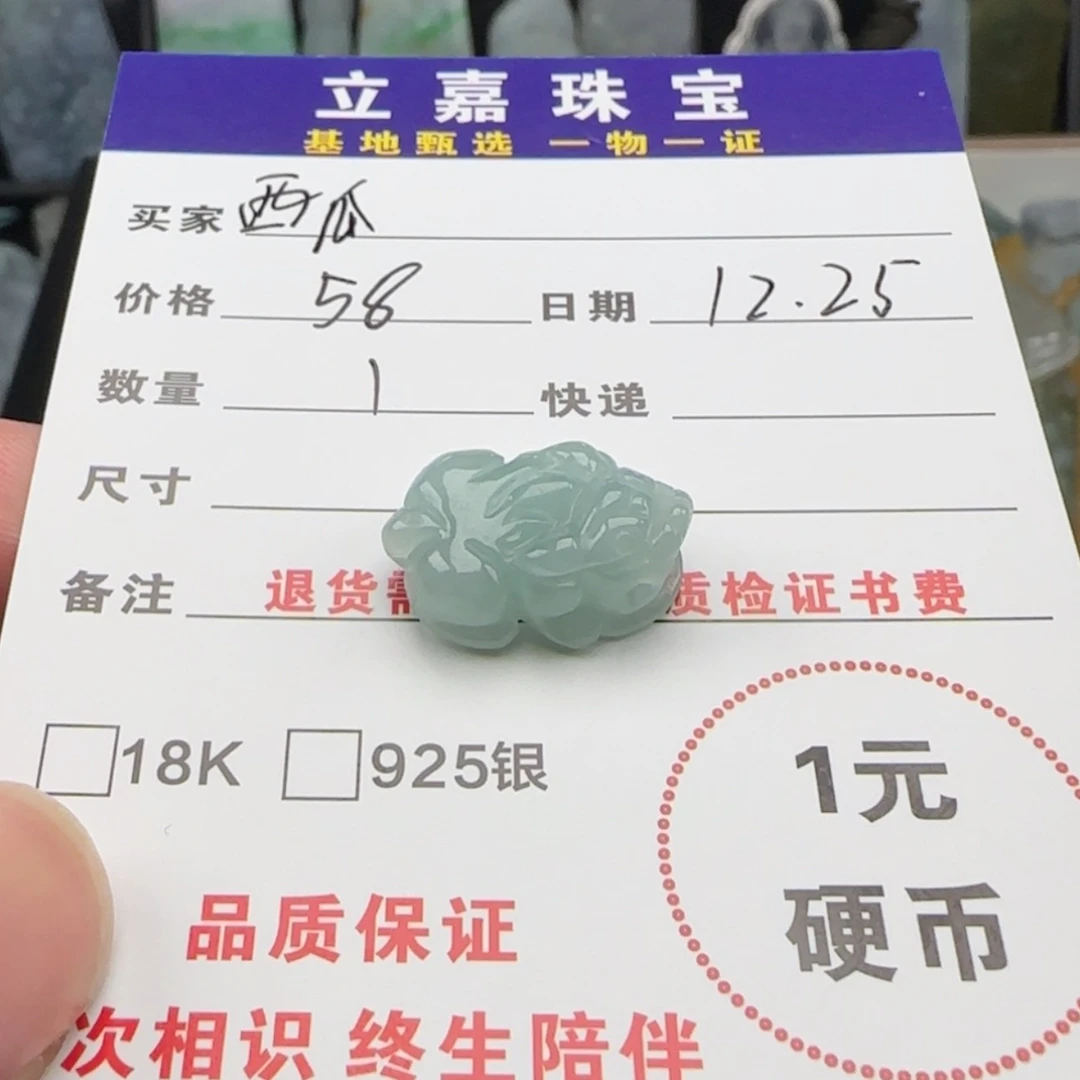 立嘉珠宝
基地甄选 一物一证
买家 西瓜
价格 58 日期 12.25
数量 1 快递
尺寸
备注 退货需 质检证书费
18K 925银
1元
硬币
品质保证
次相识 终生陪伴